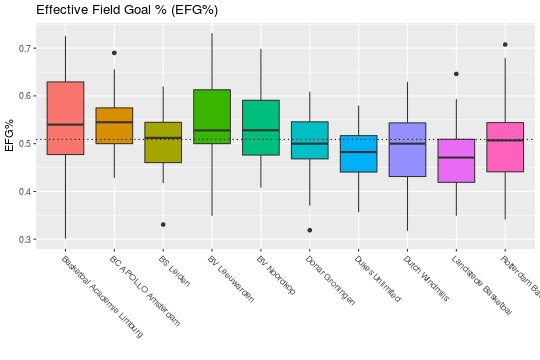 Effective Field Goal % (EFG%)
EFG%
0.7
0.6
0.5
0.4
0.3
Basketbal Academie Limburg
BC APOLLO Amsterdam
BS Leiden
BV Leeuwarden
BV Noordkop
Donar Groningen
Dukes Unlimited
Dutch Windmills
Landstede Basketbal
Rotterdam Bas